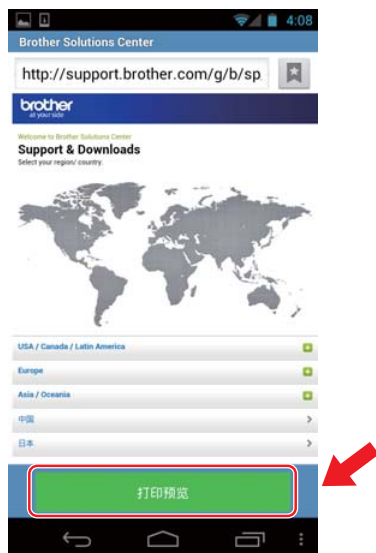 4:08
Brother Solutions Center
http://support.brother.com/g/b/sp
brother
at your side
Welcome to Brother Solutions Center
Support & Downloads
Select your region/ country.
USA / Canada / Latin America
Europe
Asia / Oceania
中国
日本
打印预览